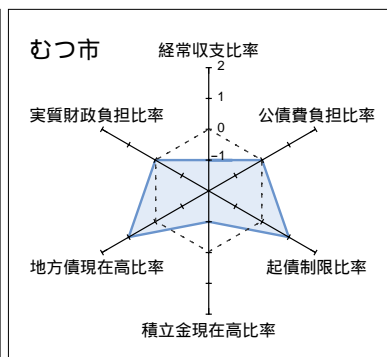 むつ市
経常収支比率
2
1
0
-1
実質財政負担比率
公債費負担比率
地方債現在高比率
起債制限比率
積立金現在高比率